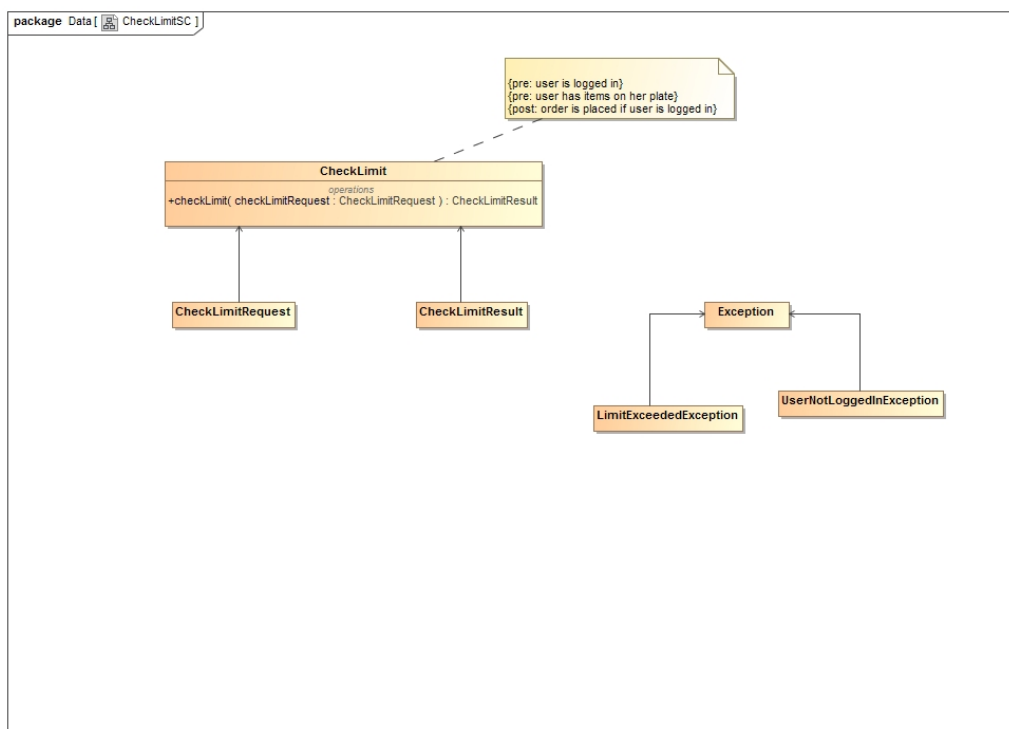 package Data [ CheckLimitSC ]
{pre: user is logged in}
{pre: user has items on her plate}
{post: order is placed if user is logged in}
CheckLimit
operations
+checkLimit( checkLimitRequest : CheckLimitRequest ) : CheckLimitResult
CheckLimitRequest
CheckLimitResult
Exception
LimitExceededException
UserNotLoggedInException